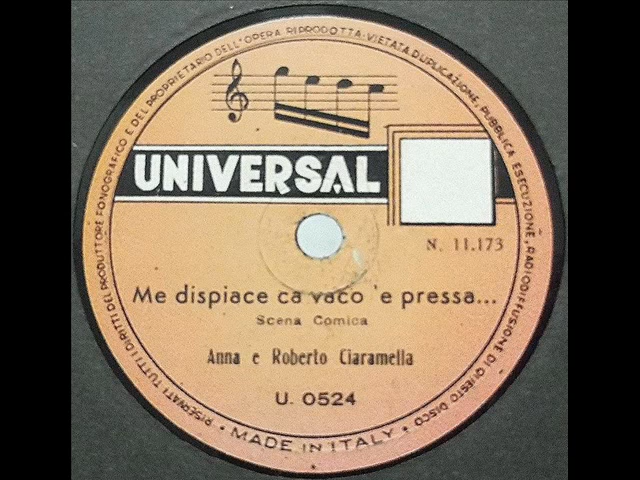 RISERVATI TUTTI I DIRITTI DEL PRODUTTORE FONOGRAFICO E DEL PROPRIETARIO DELL'OPERA RIPRODOTTA: VIETATA DUPLICAZIONE, PUBBLICA ESECUZIONE, RADIODIFFUSIONE DI QUESTO DISCO
UNIVERSAL
N. 11.173
Me dispiace ca vaco 'e pressa...
Scena Comica
Anna e Roberto Ciaramella
U. 0524
• MADE IN ITALY •